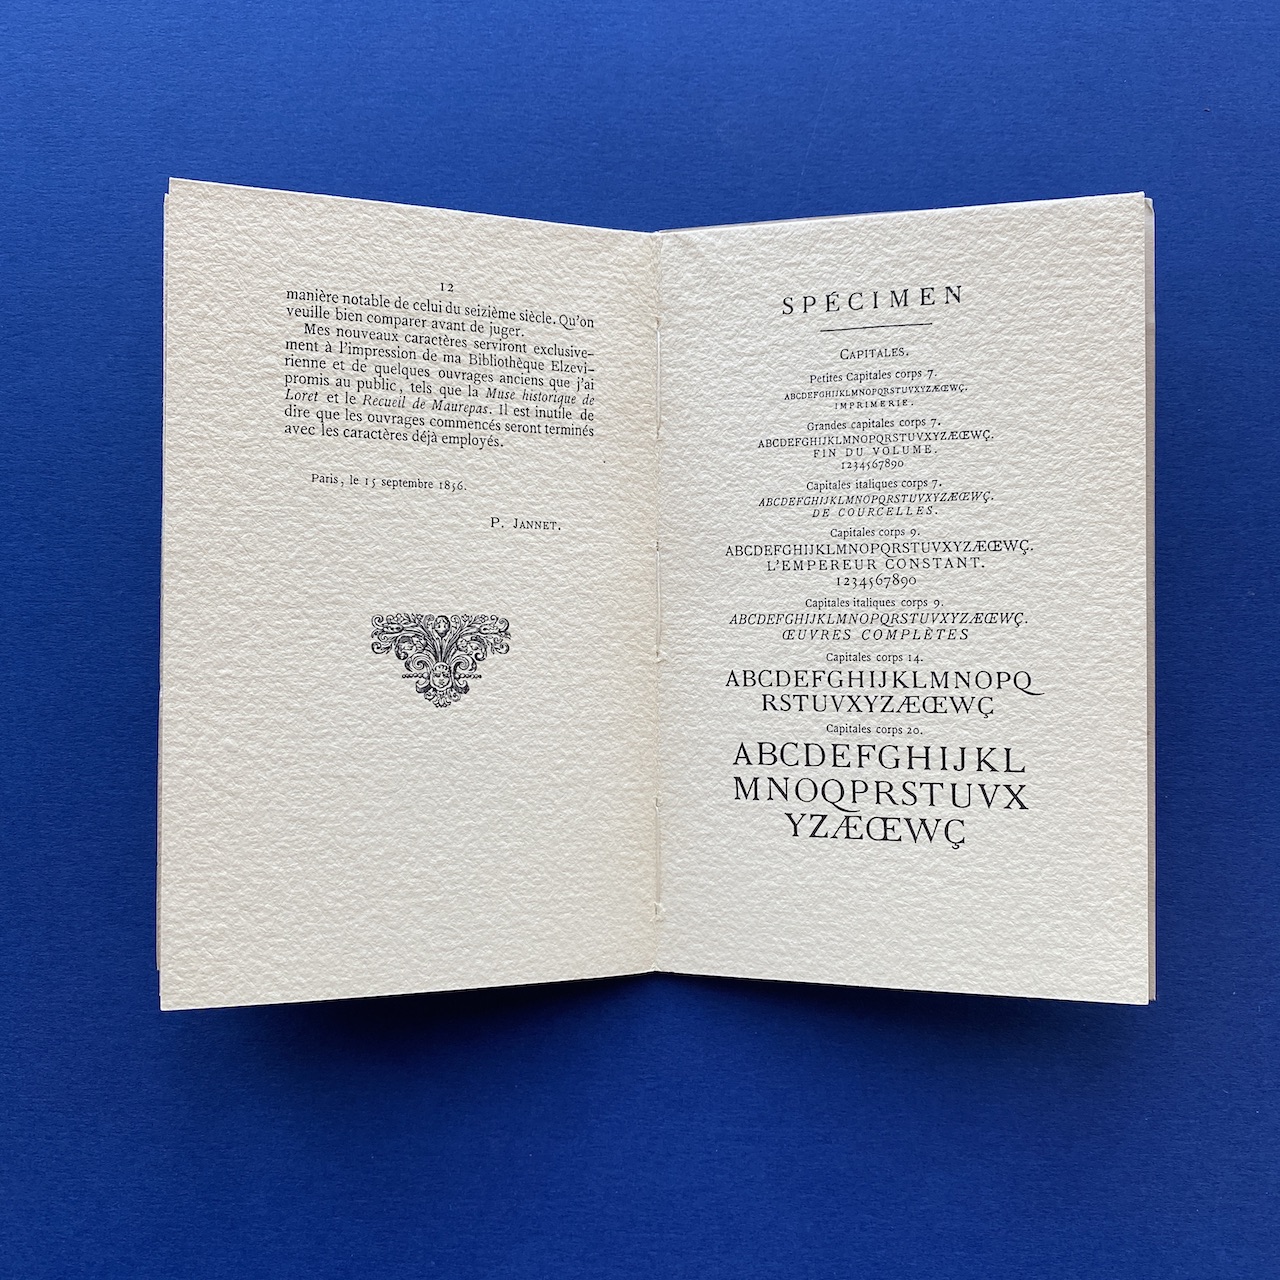 12
manière notable de celui du seizième siècle. Qu'on
veuille bien comparer avant de juger.
Mes nouveaux caractères serviront exclusive-
ment à l'impression de ma Bibliothèque Elzevi-
rienne et de quelques ouvrages anciens que j'ai
promis au public, tels que la Muse historique de
Loret et le Recueil de Maurepas. Il est inutile de
dire que les ouvrages commencés seront terminés
avec les caractères déjà employés.
Paris, le 15 septembre 1856.
P. JANNET.
SPÉCIMEN
CAPITALES.
Petites Capitales corps 7.
ABCDEFGHIJKLMNOPQRSTUVXYZÆŒWÇ.
IMPRIMERIE.
Grandes capitales corps 7.
ABCDEFGHIJKLMNOPQRSTUVXYZÆŒWÇ.
FIN DU VOLUME.
1234567890
Capitales italiques corps 7.
ABCDEFGHIJKLMNOPQRSTUVXYZÆŒWÇ.
DE COURCELLES.
Capitales corps 9.
ABCDEFGHIJKLMNOPQRSTUVXYZÆŒWÇ.
L'EMPEREUR CONSTANT.
1234567890
Capitales italiques corps 9.
ABCDEFGHIJKLMNOPQRSTUVXYZÆŒWÇ.
ŒUVRES COMPLÈTES
Capitales corps 14.
ABCDEFGHIJKLMNOPQ
RSTUVXYZÆŒWÇ
Capitales corps 20.
ABCDEFGHIJKL
MNOQPRSTUVX
YZÆŒWÇ